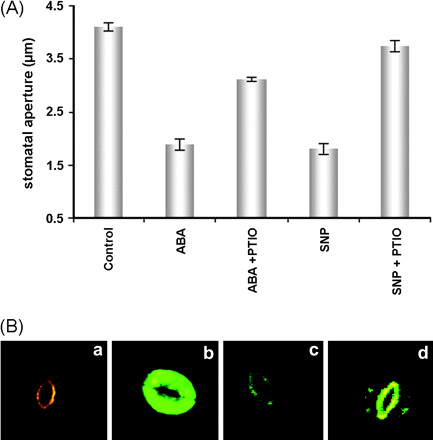 (A)
stomatal aperture (µm)
4.5
3.5
2.5
1.5
0.5
Control
ABA
ABA +PTIO
SNP
SNP + PTIO
(B)
a
b
c
d